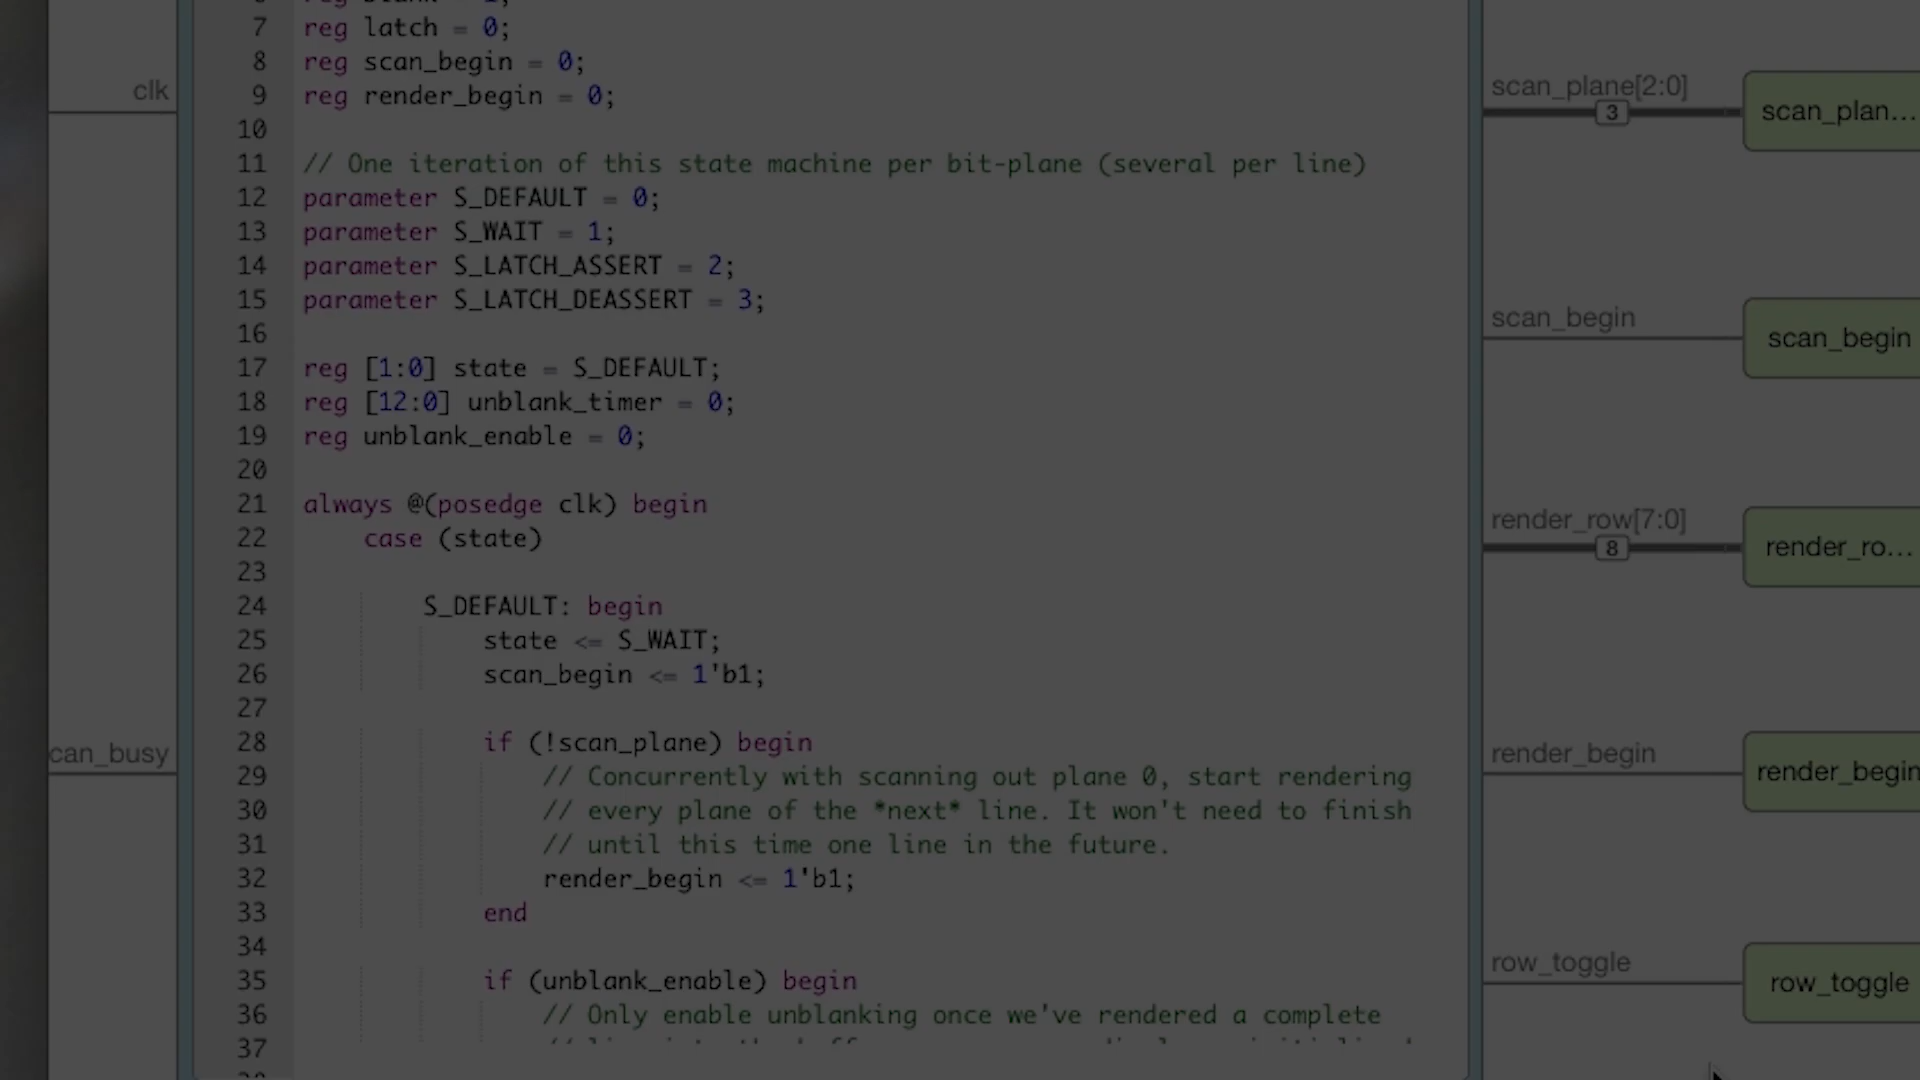 7 reg latch = 0;
8 reg scan_begin = 0;
9 reg render_begin = 0;
10
11 // One iteration of this state machine per bit-plane (several per line)
12 parameter S_DEFAULT = 0;
13 parameter S_WAIT = 1;
14 parameter S_LATCH_ASSERT = 2;
15 parameter S_LATCH_DEASSERT = 3;
16
17 reg [1:0] state = S_DEFAULT;
18 reg [12:0] unblank_timer = 0;
19 reg unblank_enable = 0;
20
21 always @(posedge clk) begin
22 case (state)
23
24 S_DEFAULT: begin
25 state <= S_WAIT;
26 scan_begin <= 1'b1;
27
28 if (!scan_plane) begin
29 // Concurrently with scanning out plane 0, start rendering
30 // every plane of the *next* line. It won't need to finish
31 // until this time one line in the future.
32 render_begin <= 1'b1;
33 end
34
35 if (unblank_enable) begin
36 // Only enable unblanking once we've rendered a complete
37
clk
can_busy
scan_plane[2:0]
3
scan_plan...
scan_begin
scan_begin
render_row[7:0]
8
render_ro...
render_begin
render_begin
row_toggle
row_toggle